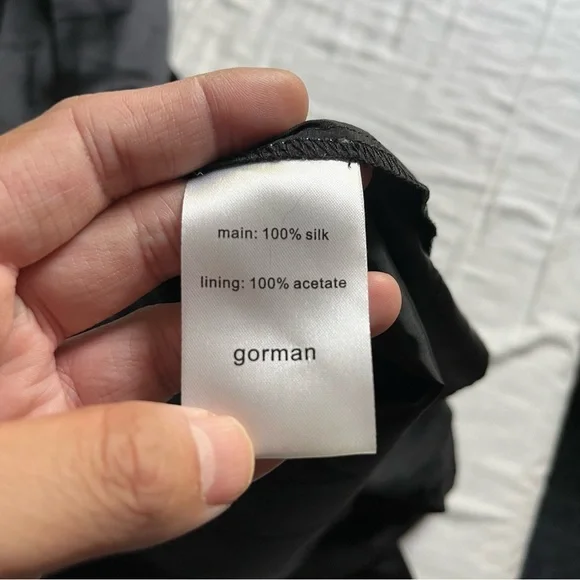 main: 100% silk
lining: 100% acetate
gorman